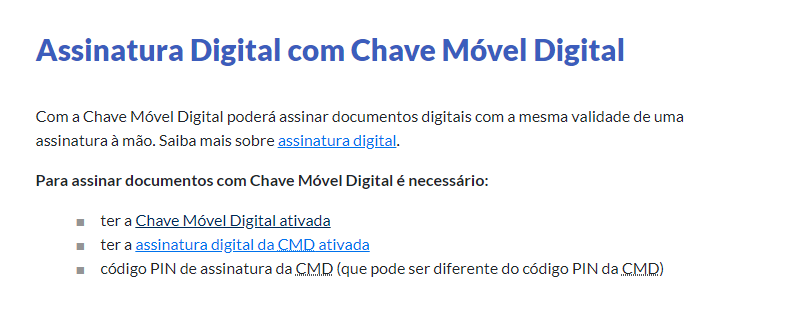 Assinatura Digital com Chave Móvel Digital
Com a Chave Móvel Digital poderá assinar documentos digitais com a mesma validade de uma
assinatura à mão. Saiba mais sobre assinatura digital.
Para assinar documentos com Chave Móvel Digital é necessário:
ter a Chave Móvel Digital ativada
ter a assinatura digital da CMD ativada
código PIN de assinatura da CMD (que pode ser diferente do código PIN da CMD)